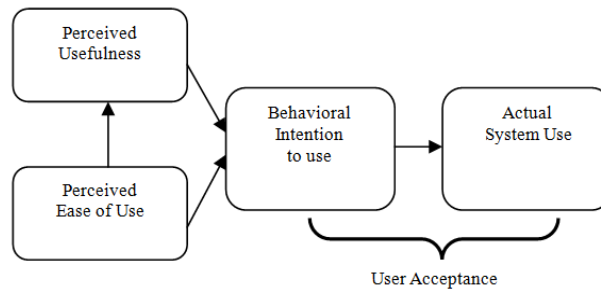 Perceived
Usefulness
Perceived
Ease of Use
Behavioral
Intention
to use
Actual
System Use
User Acceptance